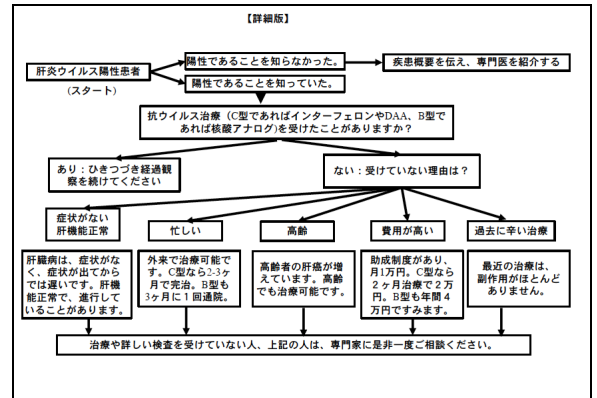 【詳細版】
陽性であることを知らなかった。
疾患概要を伝え、専門医を紹介する
肝炎ウイルス陽性患者
(スタート)
陽性であることを知っていた。
抗ウイルス治療（C型であればインターフェロンやDAA、B型で
あれば核酸アナログ)を受けたことがありますか？
あり：ひきつづき経過観
察を続けてください
ない：受けていない理由は？
症状がない
肝機能正常
忙しい
高齢
費用が高い
過去に辛い治療
肝臓病は、症状がな
く、症状が出てから
では遅いです。肝機
能正常で、進行して
いることがあります。
外来で治療可能で
す。C型なら2-3ヶ
月で完治。B型も
3ヶ月に１回通院。
高齢者の肝癌が増
えています。高齢
でも治療可能です。
助成制度があり、
月1万円。C型なら
２ヶ月治療で２万
円。B型も年間４
万円ですみます。
最近の治療は、
副作用がほとんど
ありません。
治療や詳しい検査を受けていない人、上記の人は、専門家に是非一度ご相談ください。